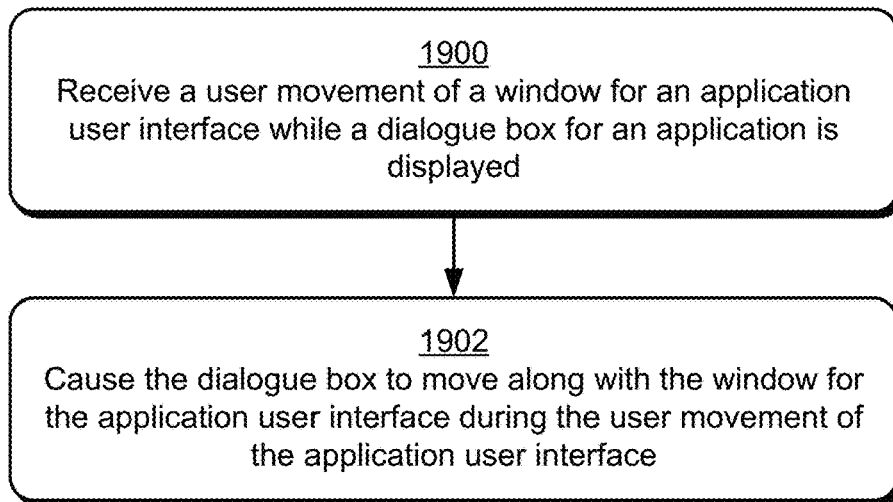 1900
Receive a user movement of a window for an application
user interface while a dialogue box for an application is
displayed
1902
Cause the dialogue box to move along with the window for
the application user interface during the user movement of
the application user interface